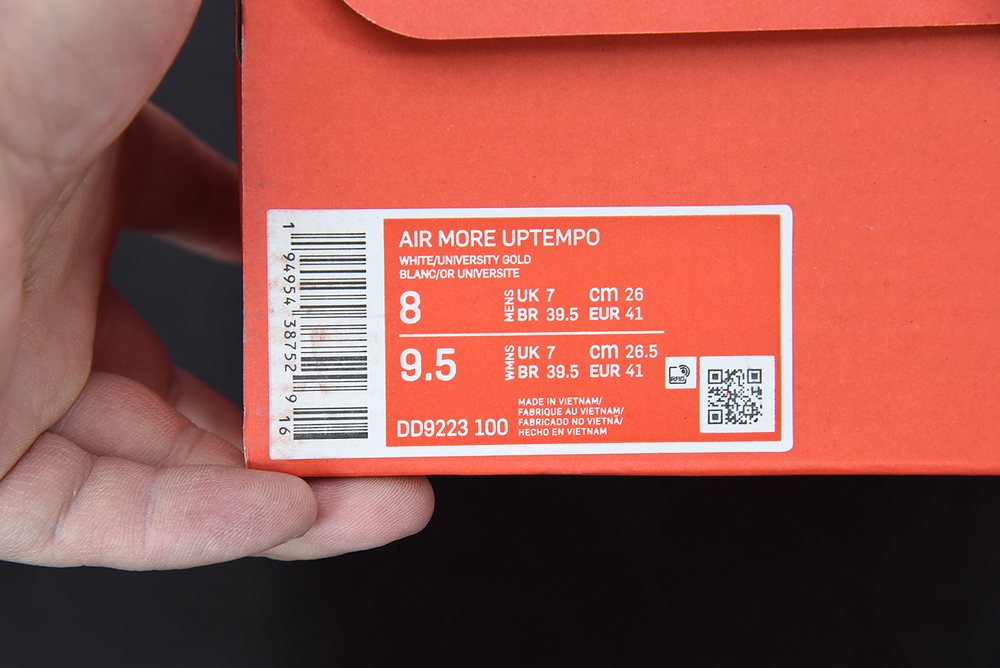 1 94954 38752 9 16
AIR MORE UPTEMPO
WHITE/UNIVERSITY GOLD
BLANC/OR UNIVERSITE
8 MENS UK 7 cm 26
BR 39.5 EUR 41
9.5 WMNS UK 7 cm 26.5
BR 39.5 EUR 41
RFID
DD9223 100
MADE IN VIETNAM/
FABRIQUE AU VIETNAM/
FABRICADO NO VIETNÃ/
HECHO EN VIETNAM